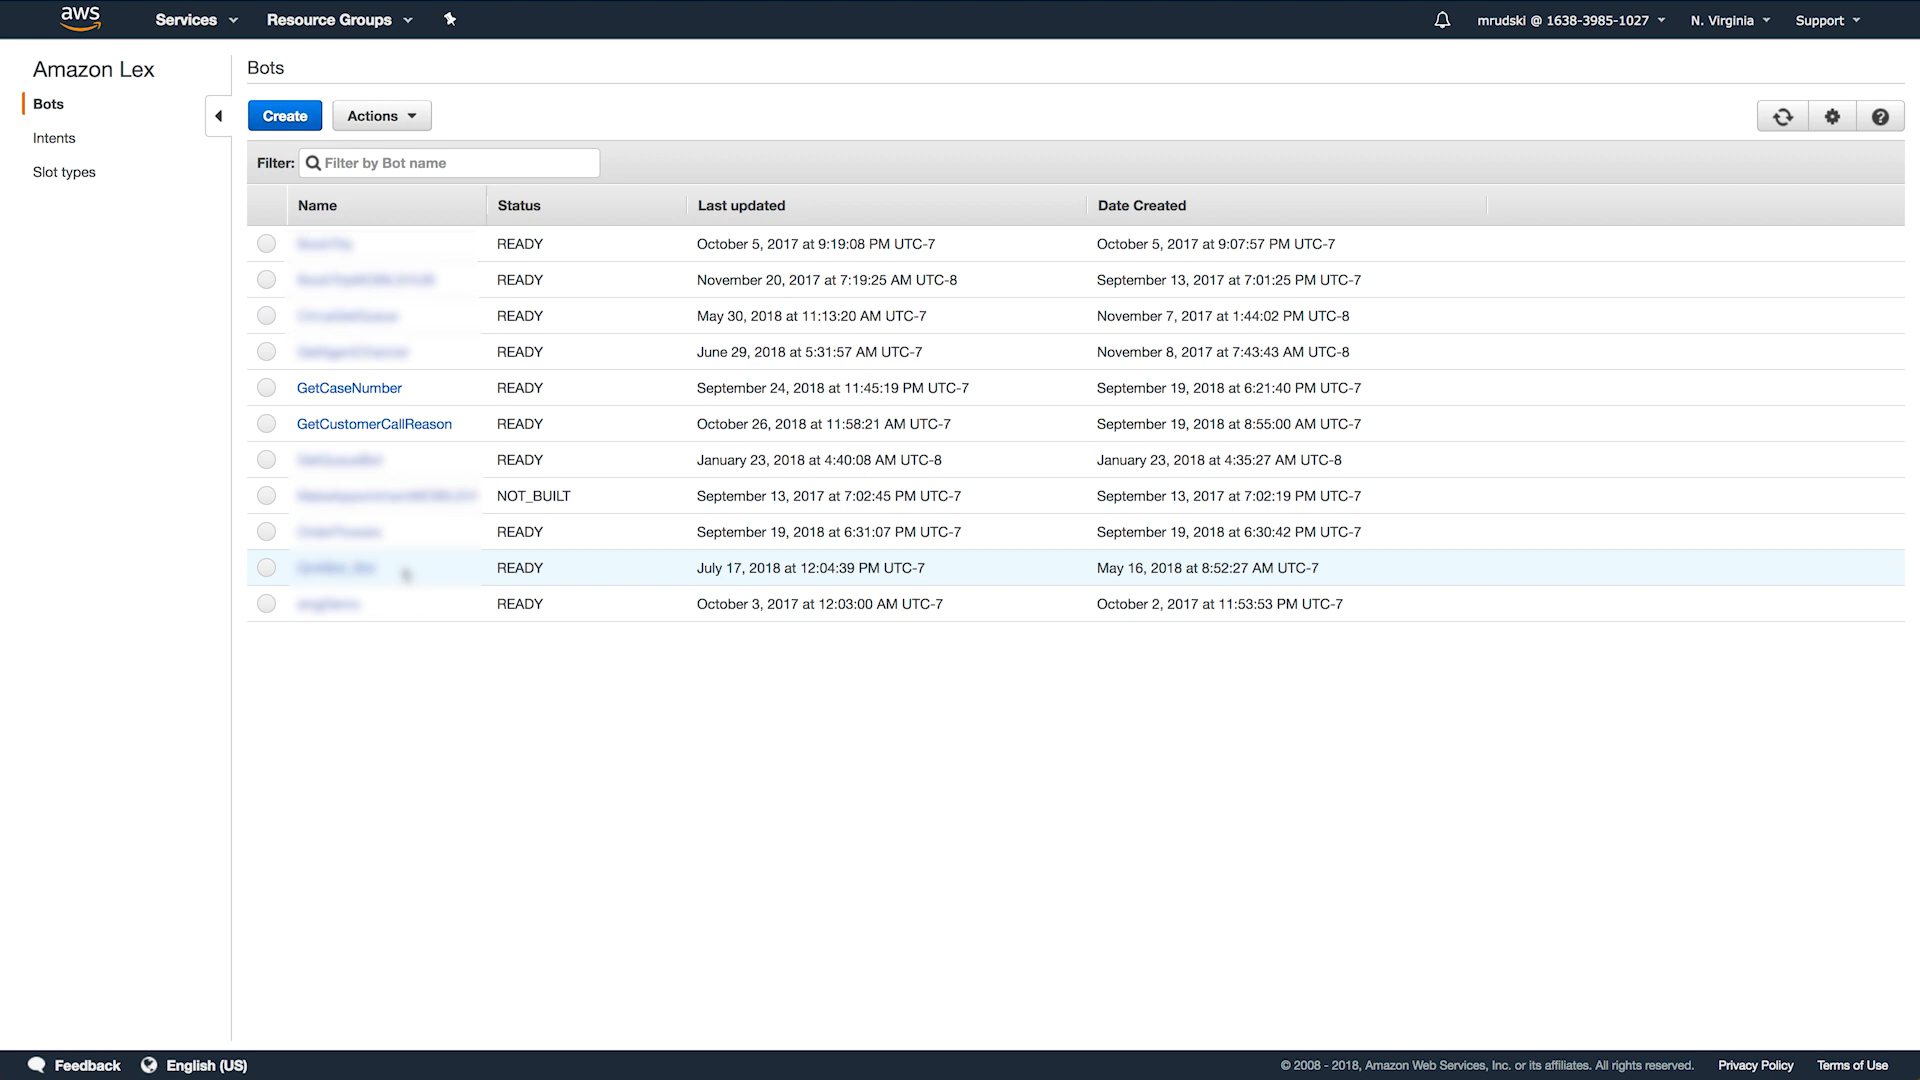 aws Services Resource Groups mrudski @ 1638-3985-1027 N. Virginia Support
Amazon Lex
Bots
Intents
Slot types
Bots
Create Actions
Filter: Filter by Bot name
Name Status Last updated Date Created
READY October 5, 2017 at 9:19:08 PM UTC-7 October 5, 2017 at 9:07:57 PM UTC-7
READY November 20, 2017 at 7:19:25 AM UTC-8 September 13, 2017 at 7:01:25 PM UTC-7
READY May 30, 2018 at 11:13:20 AM UTC-7 November 7, 2017 at 1:44:02 PM UTC-8
READY June 29, 2018 at 5:31:57 AM UTC-7 November 8, 2017 at 7:43:43 AM UTC-8
GetCaseNumber READY September 24, 2018 at 11:45:19 PM UTC-7 September 19, 2018 at 6:21:40 PM UTC-7
GetCustomerCallReason READY October 26, 2018 at 11:58:21 AM UTC-7 September 19, 2018 at 8:55:00 AM UTC-7
READY January 23, 2018 at 4:40:08 AM UTC-8 January 23, 2018 at 4:35:27 AM UTC-8
NOT_BUILT September 13, 2017 at 7:02:45 PM UTC-7 September 13, 2017 at 7:02:19 PM UTC-7
READY September 19, 2018 at 6:31:07 PM UTC-7 September 19, 2018 at 6:30:42 PM UTC-7
READY July 17, 2018 at 12:04:39 PM UTC-7 May 16, 2018 at 8:52:27 AM UTC-7
READY October 3, 2017 at 12:03:00 AM UTC-7 October 2, 2017 at 11:53:53 PM UTC-7
Feedback English (US) © 2008 - 2018, Amazon Web Services, Inc. or its affiliates. All rights reserved. Privacy Policy Terms of Use